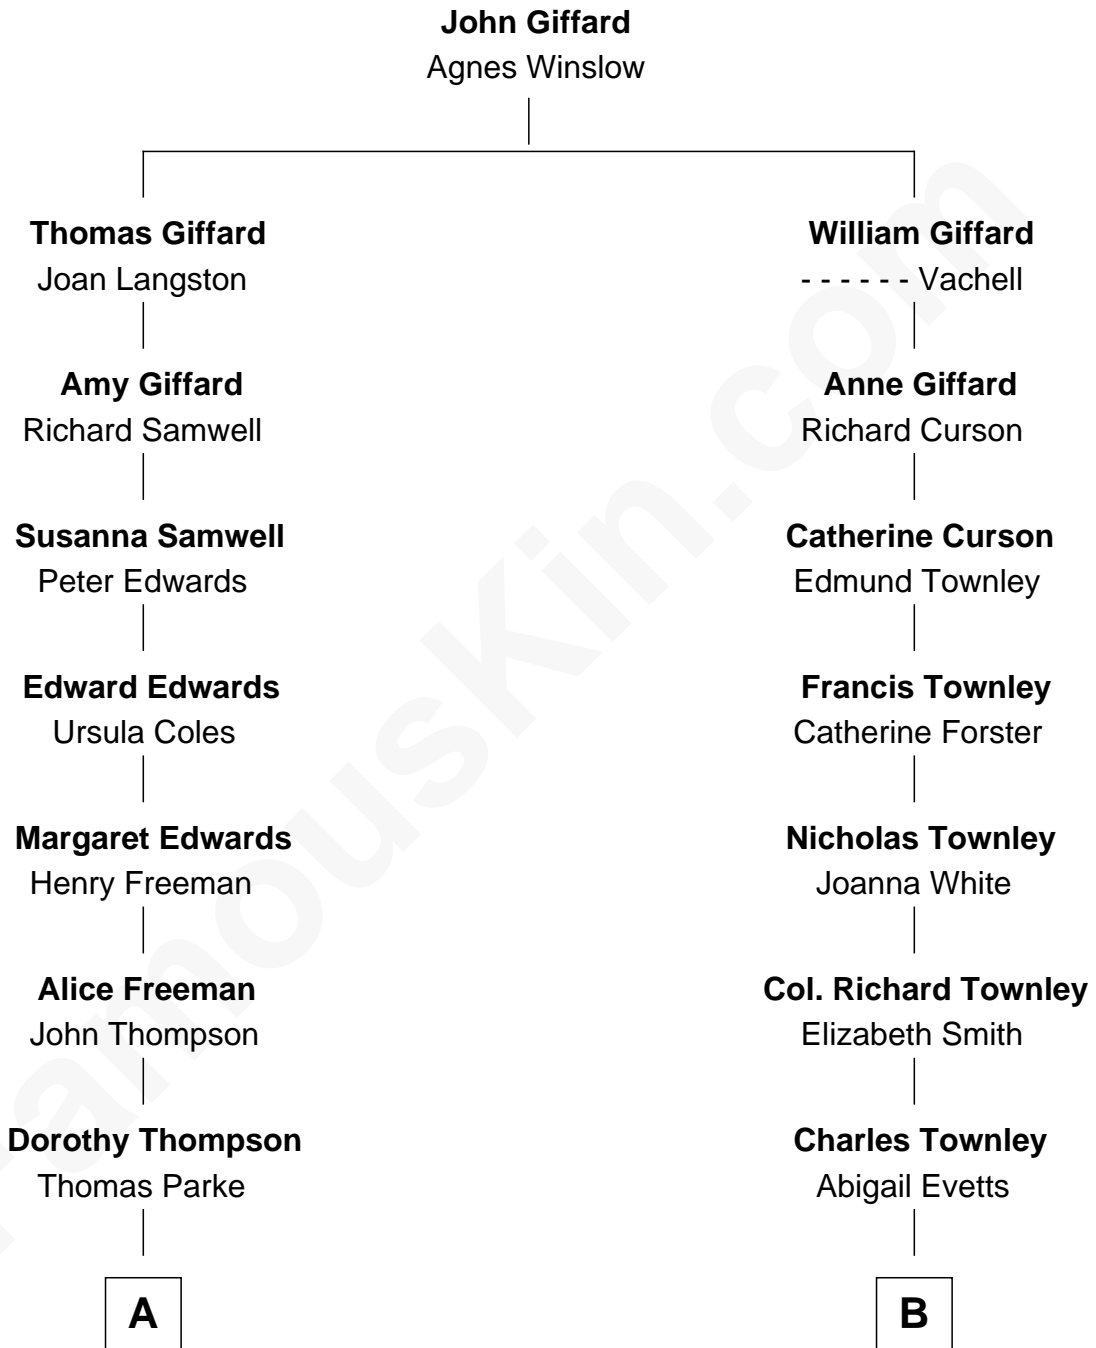 John Giffard
Agnes Winslow
Thomas Giffard
Joan Langston
Amy Giffard
Richard Samwell
Susanna Samwell
Peter Edwards
Edward Edwards
Ursula Coles
Margaret Edwards
Henry Freeman
Alice Freeman
John Thompson
Dorothy Thompson
Thomas Parke
A
William Giffard
- - - - - - Vachell
Anne Giffard
Richard Curson
Catherine Curson
Edmund Townley
Francis Townley
Catherine Forster
Nicholas Townley
Joanna White
Col. Richard Townley
Elizabeth Smith
Charles Townley
Abigail Evetts
B
FamousKin.com